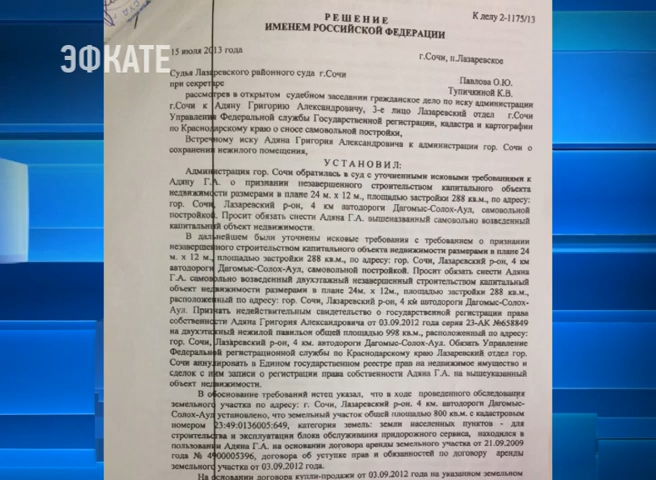 ЭФКАТЕ
РЕШЕНИЕ
К делу 2-1175/13
ИМЕНЕМ РОССИЙСКОЙ ФЕДЕРАЦИИ
15 июля 2013 года
г.Сочи, п.Лазаревское
Судья Лазаревского районного суда г.Сочи Павлова О.Ю.
при секретаре Тупичкиной К.В.
рассмотрев в открытом судебном заседании гражданское дело по иску администрации
г.Сочи к Адяну Григорию Александровичу, 3-е лицо Лазаревский отдел г.Сочи
Управления Федеральной службы Государственной регистрации, кадастра и картографии
по Краснодарскому краю о сносе самовольной постройки,
Встречному иску Адяна Григория Александровича к администрации гор. Сочи о
сохранении нежилого помещения,
УСТАНОВИЛ:
Администрация гор. Сочи обратилась в суд с уточненными исковыми требованиями к
Адяну Г.А. о признании незавершенного строительством капитального объекта
недвижимости размерами в плане 24 м. х 12 м., площадью застройки 288 кв.м., по адресу:
гор. Сочи, Лазаревский р-он, 4 км автодороги Дагомыс-Солох-Аул, самовольной
постройкой. Просит обязать снести Адяна Г.А. вышеназванный самовольно возведенный
капитальный объект недвижимости.
В дальнейшем были уточнены исковые требования с требованием о признании
незавершенного строительством капитального объекта недвижимости размерами в плане 24
м. х 12 м., площадью застройки 288 кв.м., по адресу: гор. Сочи, Лазаревский р-он, 4 км
автодороги Дагомыс-Солох-Аул, самовольной постройкой. Просит обязать снести Адяна
Г.А. самовольно возведенный двухэтажный незавершенный строительством капитальный
объект недвижимости размерами в плане 24м. х 12м., площадью застройки 288 кв.м.,
расположенный по адресу: гор. Сочи, Лазаревский р-он, 4 км автодороги Дагомыс-Солох-
Аул. Признать недействительным свидетельство о государственной регистрации права
собственности Адяна Григория Александровича от 03.09.2012 года серия 23-АК №658849
на двухэтажный нежилой павильон общей площадью 998 кв.м., расположенный по адресу:
гор. Сочи, Лазаревский р-он, 4 км. автодороги Дагомыс-Солох-Аул. Обязать Управление
Федеральной регистрационной службы по Краснодарскому краю Лазаревский отдел гор.
Сочи аннулировать в Едином государственном реестре прав на недвижимое имущество и
сделок с ним записи о регистрации права собственности Адяна Г.А. на вышеуказанный
объект недвижимости.
В обоснование требований истец указал, что в ходе проведенного обследования
земельного участка по адресу: г. Сочи, Лазаревский р-он. 4 км. автодороги Дагомыс-
Солох-Аул установлено, что земельный участок общей площадью 800 кв.м. с кадастровым
номером 23:49:0136005:649, категория земель: земли населенных пунктов - для
строительства и эксплуатации блока обслуживания придорожного сервиса, находился в
пользовании Адяна Г.А. на основании договора аренды земельного участка от 21.09.2009
года № 4900005396, договора об уступке прав и обязанностей по договору аренды
земельного участка от 03.09.2012 года.
На основании договора купли-продажи от 03.09.2012 года на указанном земельном